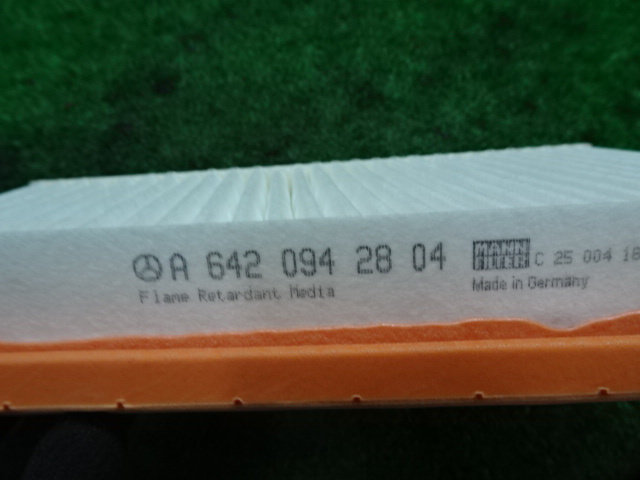 A 642 094 28 04
Flame Retardant Media
MANN FILTER C 25 004 18
Made in Germany